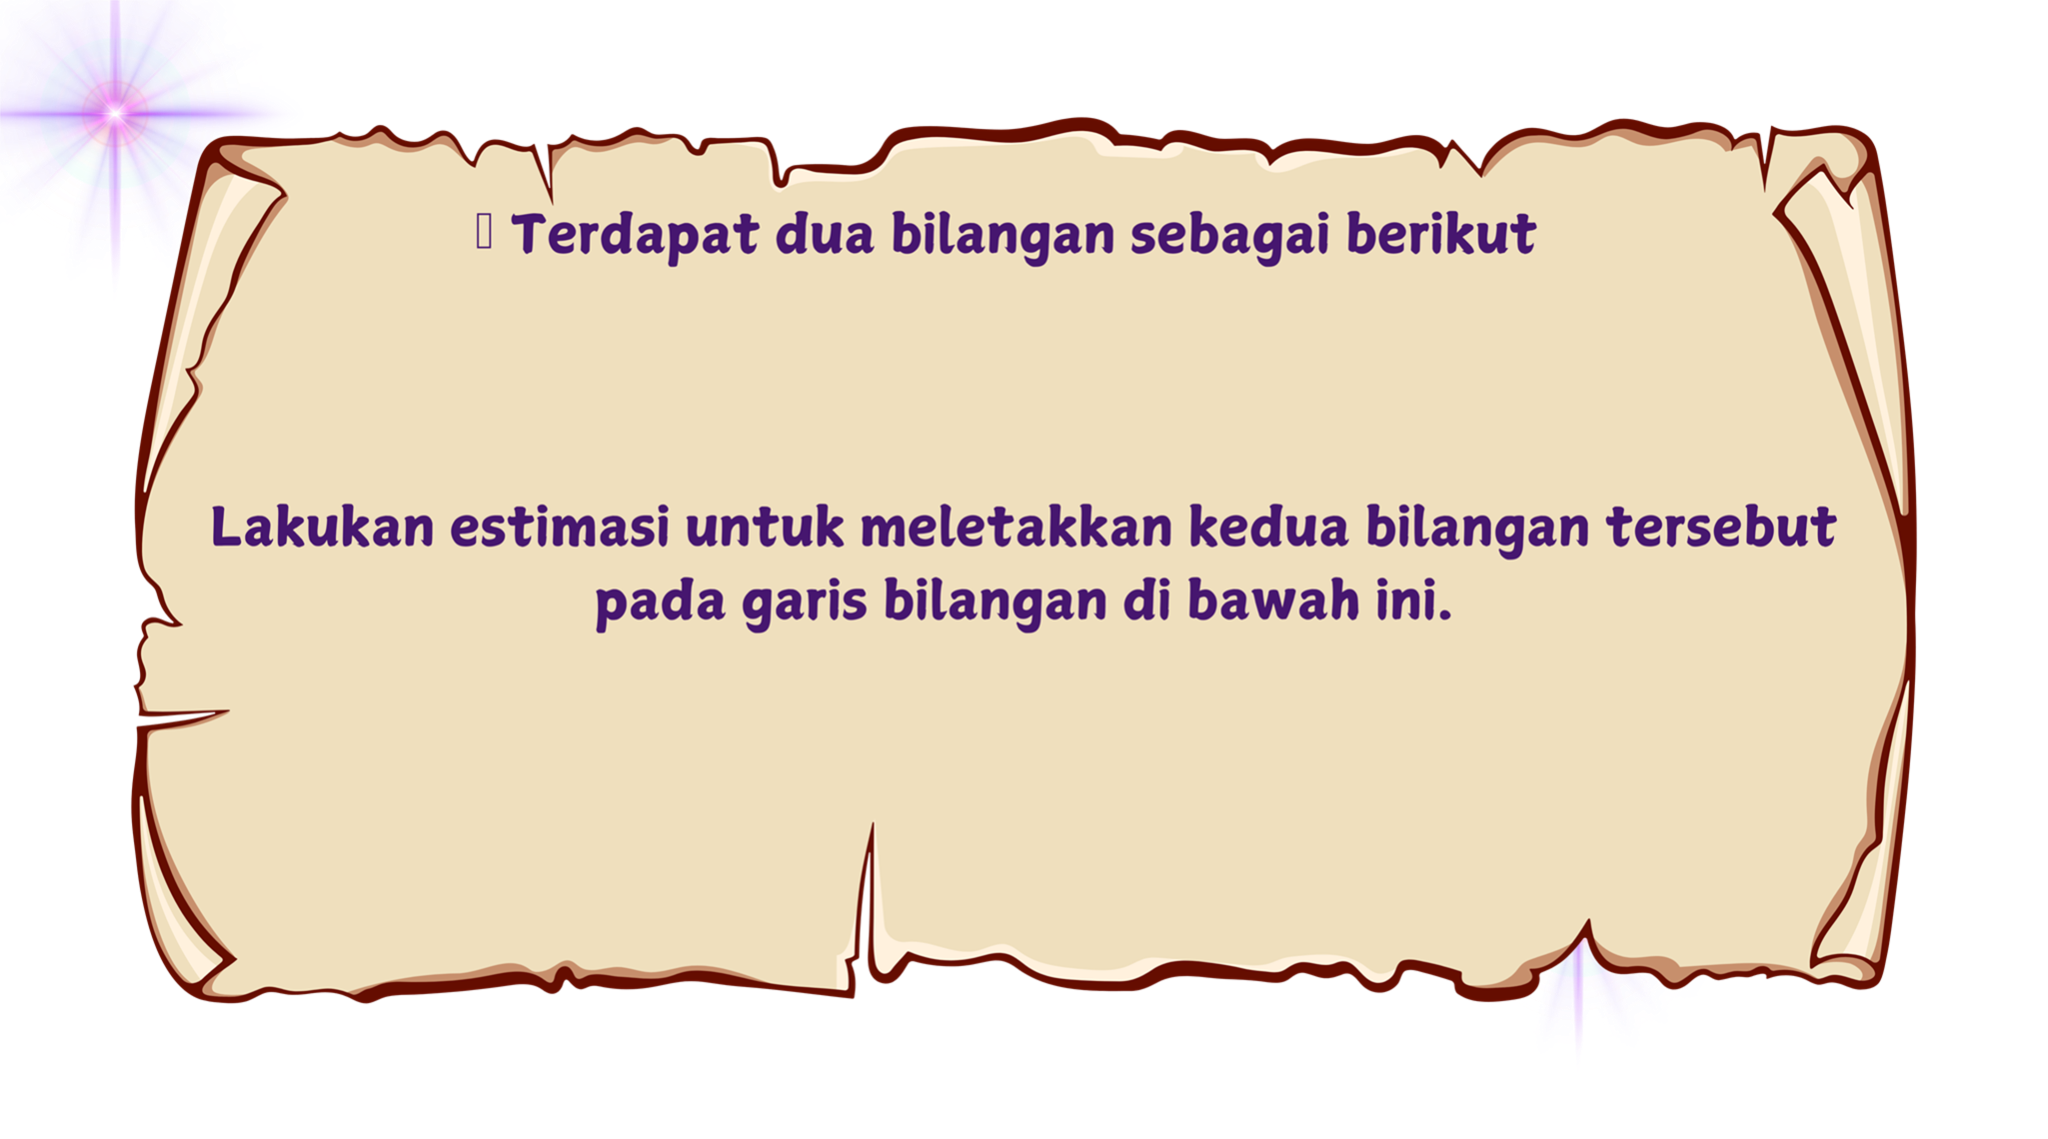 Terdapat dua bilangan sebagai berikut
Lakukan estimasi untuk meletakkan kedua bilangan tersebut
pada garis bilangan di bawah ini.